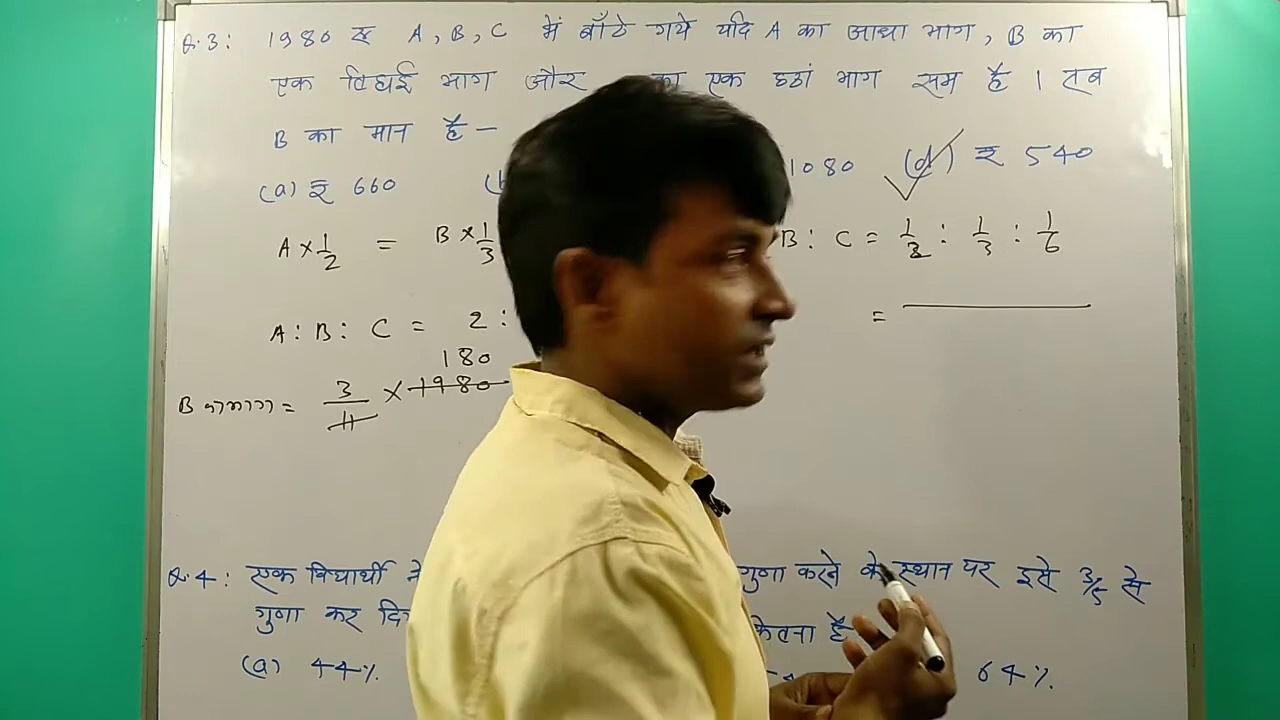 Q.3: 1980 रू A, B, C में बाँटे गये यदि A का आधा भाग, B का
एक तिहाई भाग और का एक छठां भाग सम है । तब
B का मान है -
(a) ₹ 660 1080 (d) ₹ 540
A × 1/2 = B × 1/3 B : C = 1/2 : 1/3 : 1/6
A : B : C = 2 : =
180
B का भाग = 3/11 × 1980
Q.4: एक विद्यार्थी ने गुणा करने के स्थान पर इसे 3/5 से
गुणा कर है
(a) 44%. 64%.